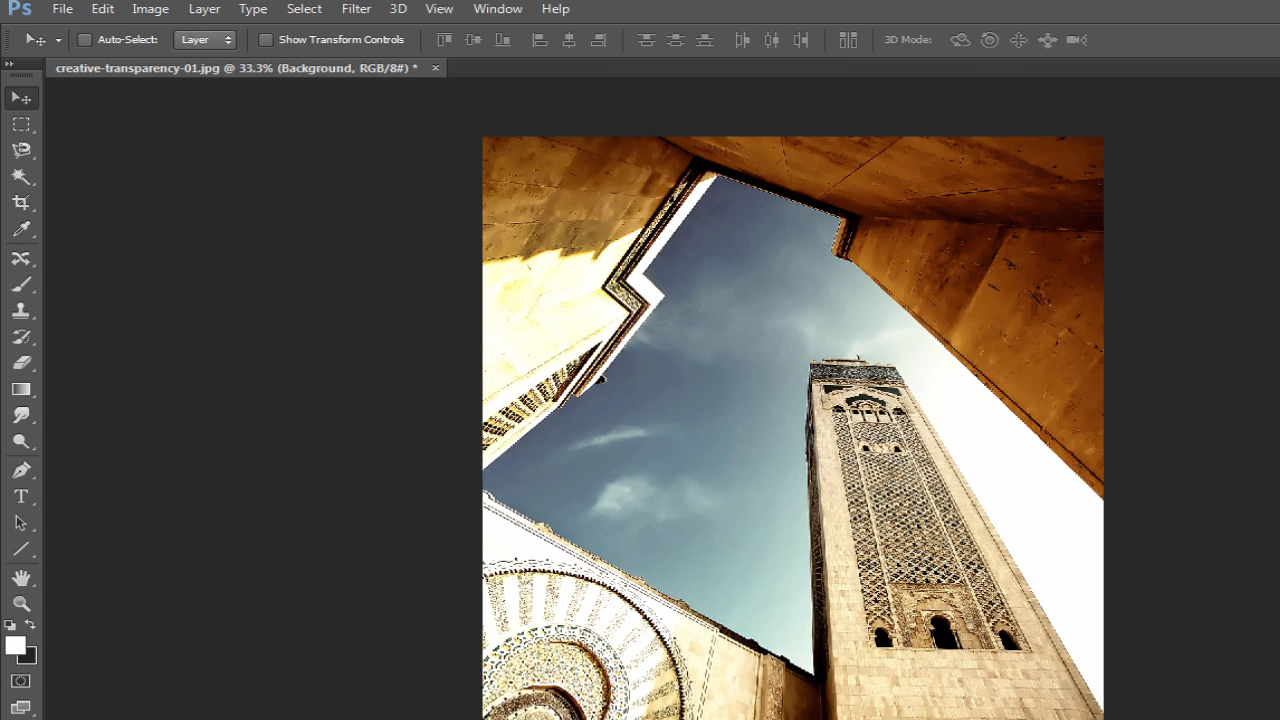 Ps File Edit Image Layer Type Select Filter 3D View Window Help
Auto-Select: Layer Show Transform Controls 3D Mode:
creative-transparency-01.jpg @ 33.3% (Background, RGB/8#) * ×
T